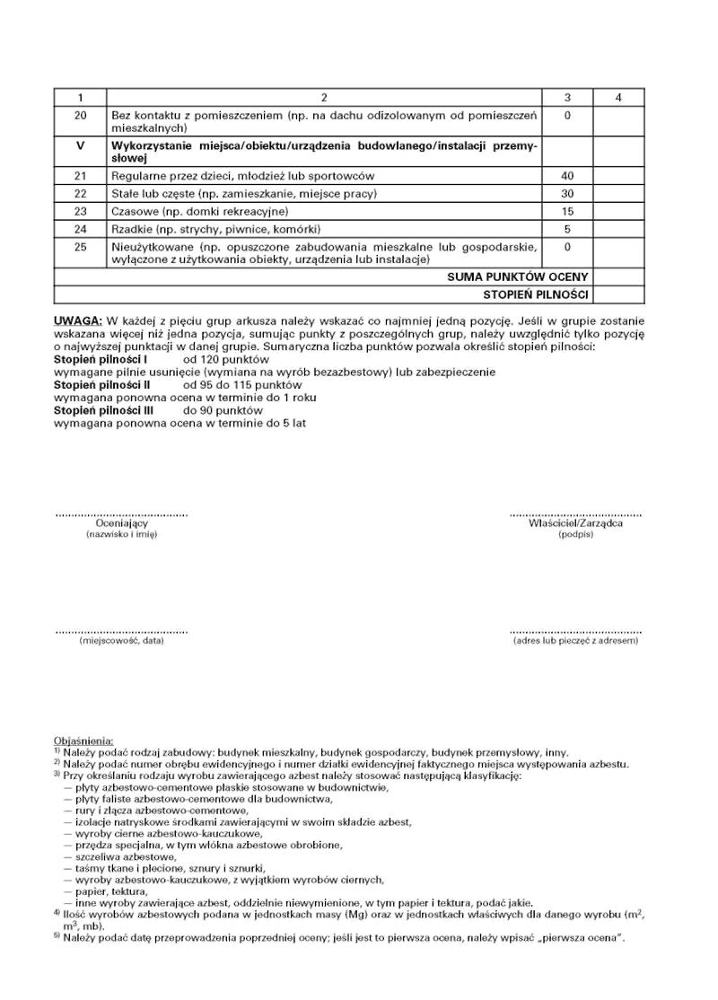 1 2 3 4
20 Bez kontaktu z pomieszczeniem (np. na dachu odizolowanym od pomieszczeń 0
mieszkalnych)
V Wykorzystanie miejsca/obiektu/urządzenia budowlanego/instalacji przemy-
słowej
21 Regularne przez dzieci, młodzież lub sportowców 40
22 Stałe lub częste (np. zamieszkanie, miejsce pracy) 30
23 Czasowe (np. domki rekreacyjne) 15
24 Rzadkie (np. strychy, piwnice, komórki) 5
25 Nieużytkowane (np. opuszczone zabudowania mieszkalne lub gospodarskie, 0
wyłączone z użytkowania obiekty, urządzenia lub instalacje)
SUMA PUNKTÓW OCENY
STOPIEŃ PILNOŚCI
UWAGA: W każdej z pięciu grup arkusza należy wskazać co najmniej jedną pozycję. Jeśli w grupie zostanie
wskazana więcej niż jedna pozycja, sumując punkty z poszczególnych grup, należy uwzględnić tylko pozycję
o najwyższej punktacji w danej grupie. Sumaryczna liczba punktów pozwala określić stopień pilności:
Stopień pilności I od 120 punktów
wymagane pilnie usunięcie (wymiana na wyrób bezazbestowy) lub zabezpieczenie
Stopień pilności II od 95 do 115 punktów
wymagana ponowna ocena w terminie do 1 roku
Stopień pilności III do 90 punktów
wymagana ponowna ocena w terminie do 5 lat
Oceniający Właściciel/Zarządca
(nazwisko i imię) (podpis)
(miejscowość, data) (adres lub pieczęć z adresem)
Objaśnienia:
1) Należy podać rodzaj zabudowy: budynek mieszkalny, budynek gospodarczy, budynek przemysłowy, inny.
2) Należy podać numer obrębu ewidencyjnego i numer działki ewidencyjnej faktycznego miejsca występowania azbestu.
3) Przy określaniu rodzaju wyrobu zawierającego azbest należy stosować następującą klasyfikację:
— płyty azbestowo-cementowe płaskie stosowane w budownictwie,
— płyty faliste azbestowo-cementowe dla budownictwa,
— rury i złącza azbestowo-cementowe,
— izolacje natryskowe środkami zawierającymi w swoim składzie azbest,
— wyroby cierne azbestowo-kauczukowe,
— przędza specjalna, w tym włókna azbestowe obrobione,
— szczeliwa azbestowe,
— taśmy tkane i plecione, sznury i sznurki,
— wyroby azbestowo-kauczukowe, z wyjątkiem wyrobów ciernych,
— papier, tektura,
— inne wyroby zawierające azbest, oddzielnie niewymienione, w tym papier i tektura, podać jakie.
4) Ilość wyrobów azbestowych podana w jednostkach masy (Mg) oraz w jednostkach właściwych dla danego wyrobu (m²,
m³, mb).
5) Należy podać datę przeprowadzenia poprzedniej oceny; jeśli jest to pierwsza ocena, należy wpisać „pierwsza ocena”.